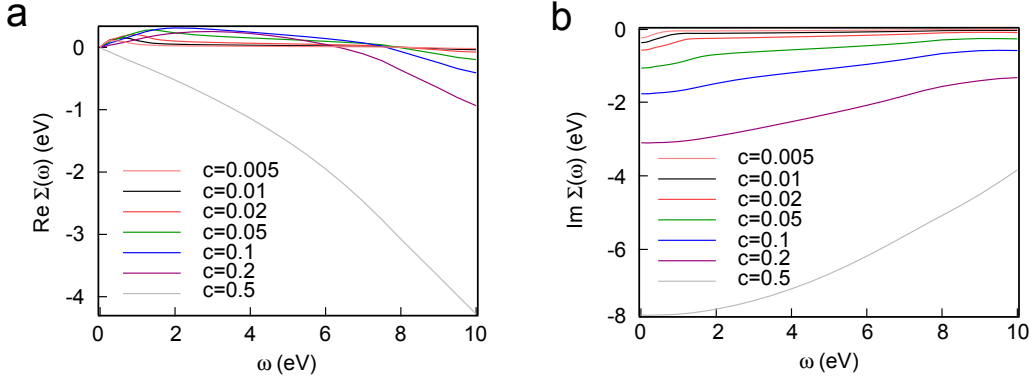 a
Re Σ(ω) (eV)
0
-1
-2
-3
-4
c=0.005
c=0.01
c=0.02
c=0.05
c=0.1
c=0.2
c=0.5
0 2 4 6 8 10
ω (eV)
b
Im Σ(ω) (eV)
0
-2
-4
-6
-8
c=0.005
c=0.01
c=0.02
c=0.05
c=0.1
c=0.2
c=0.5
0 2 4 6 8 10
ω (eV)